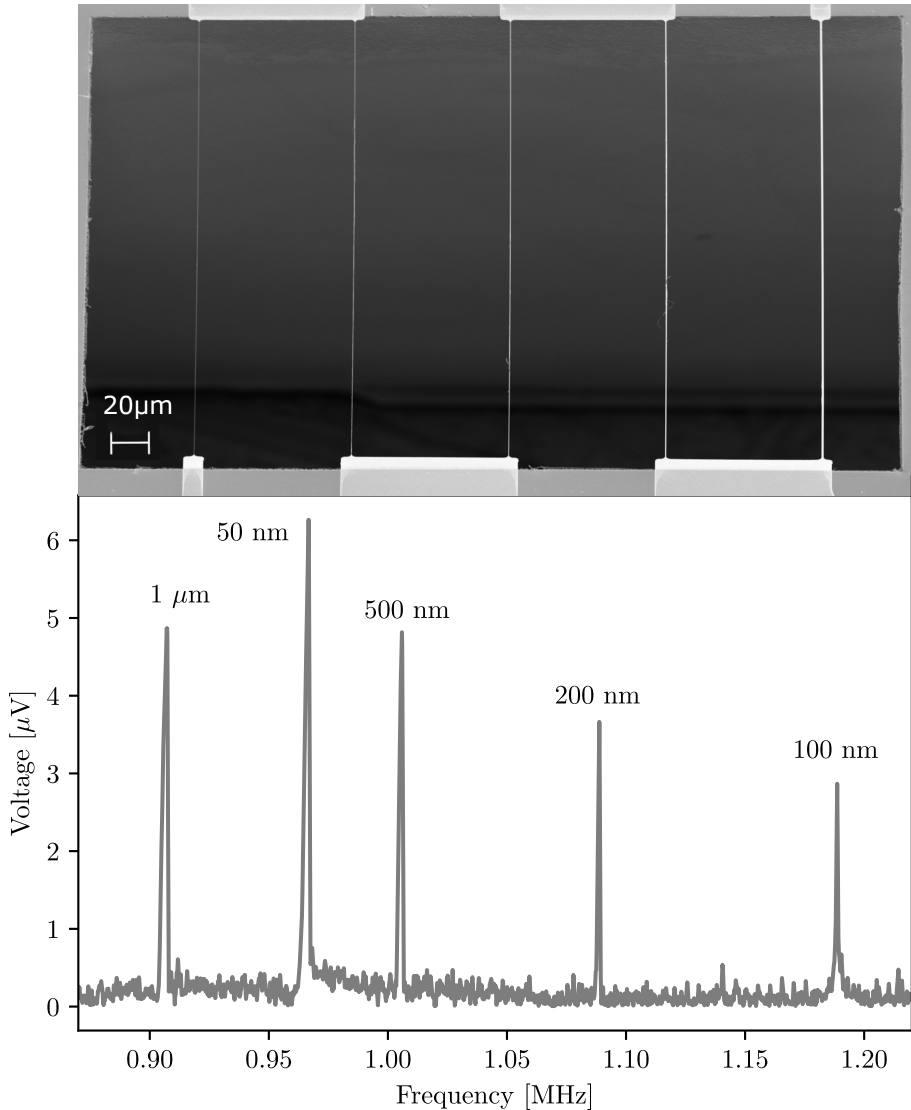 20μm
50 nm
1 μm
500 nm
200 nm
100 nm
Voltage [μV]
6
5
4
3
2
1
0
0.90 0.95 1.00 1.05 1.10 1.15 1.20
Frequency [MHz]